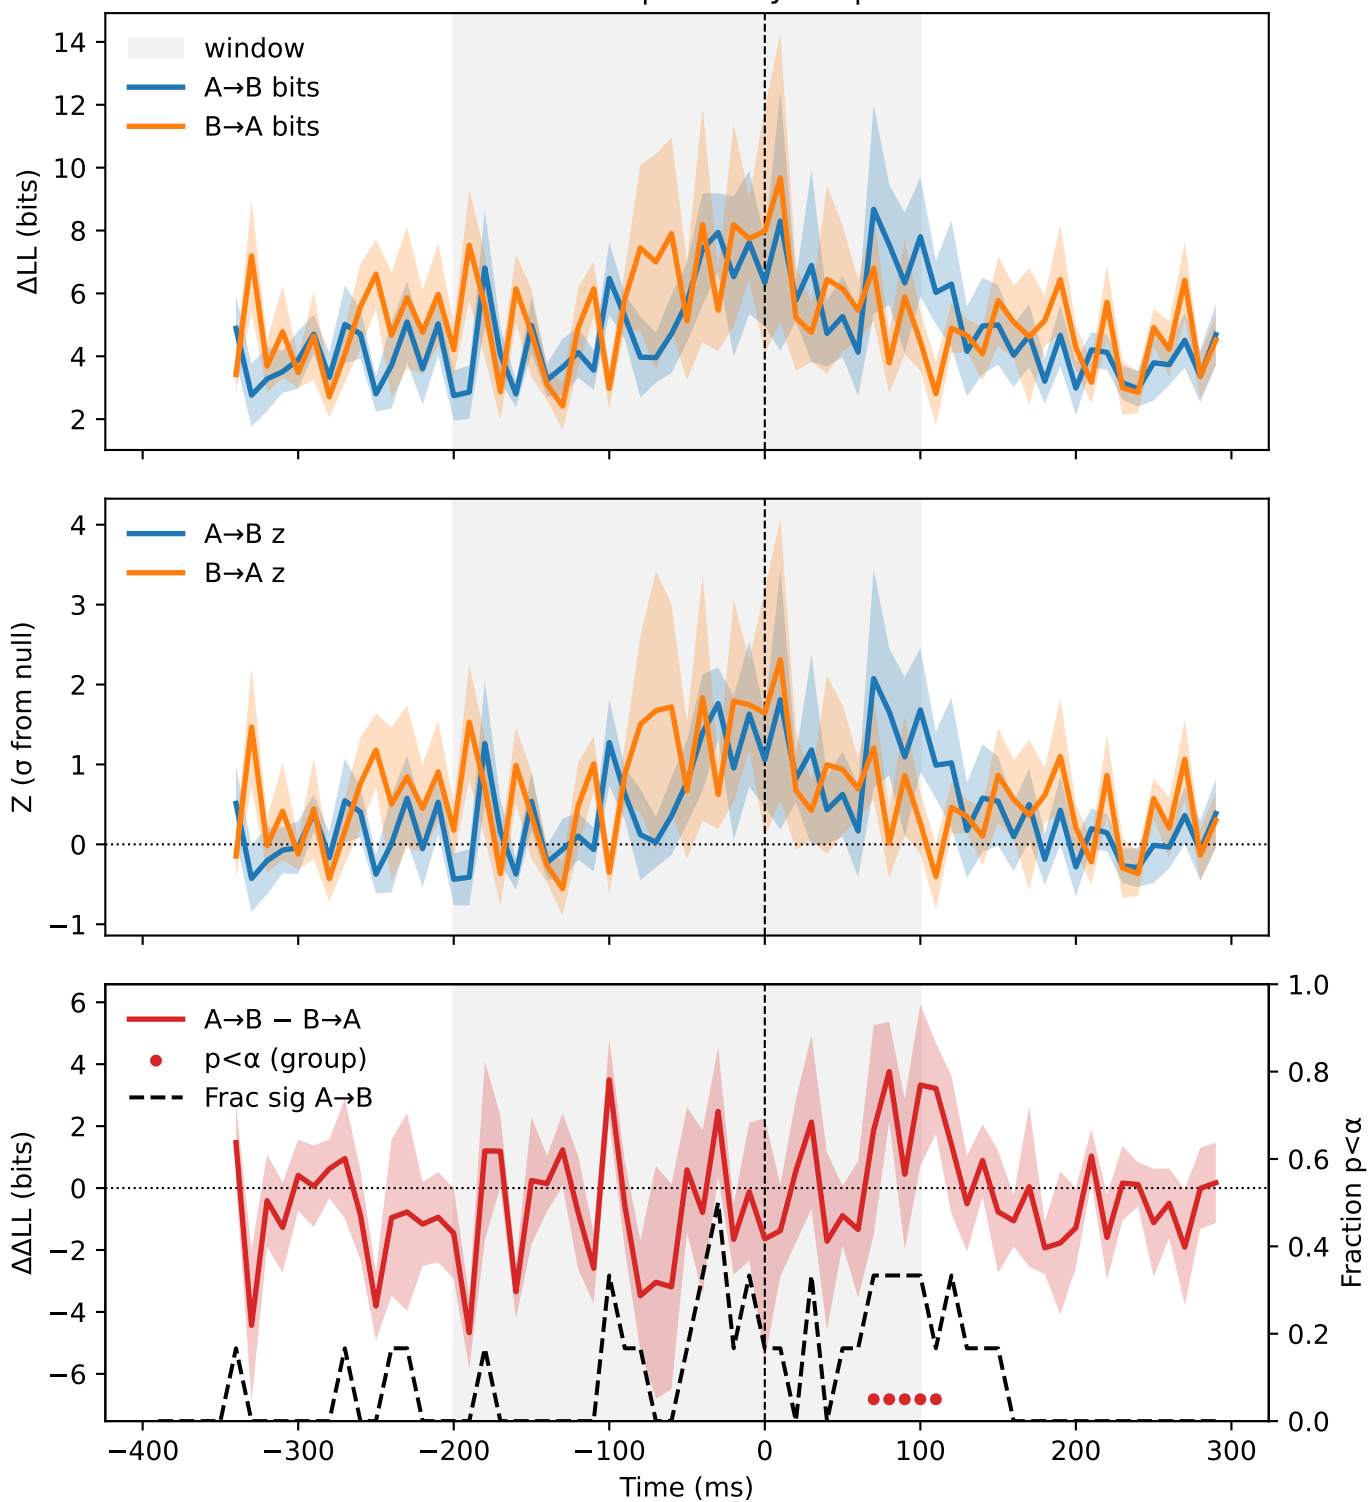 14
12
10
8
6
4
2
ΔLL (bits)
window
A→B bits
B→A bits
4
3
2
1
0
−1
Z (σ from null)
A→B z
B→A z
6
4
2
0
−2
−4
−6
ΔΔLL (bits)
A→B − B→A
p<α (group)
Frac sig A→B
1.0
0.8
0.6
0.4
0.2
0.0
Fraction p<α
−400 −300 −200 −100 0 100 200 300
Time (ms)